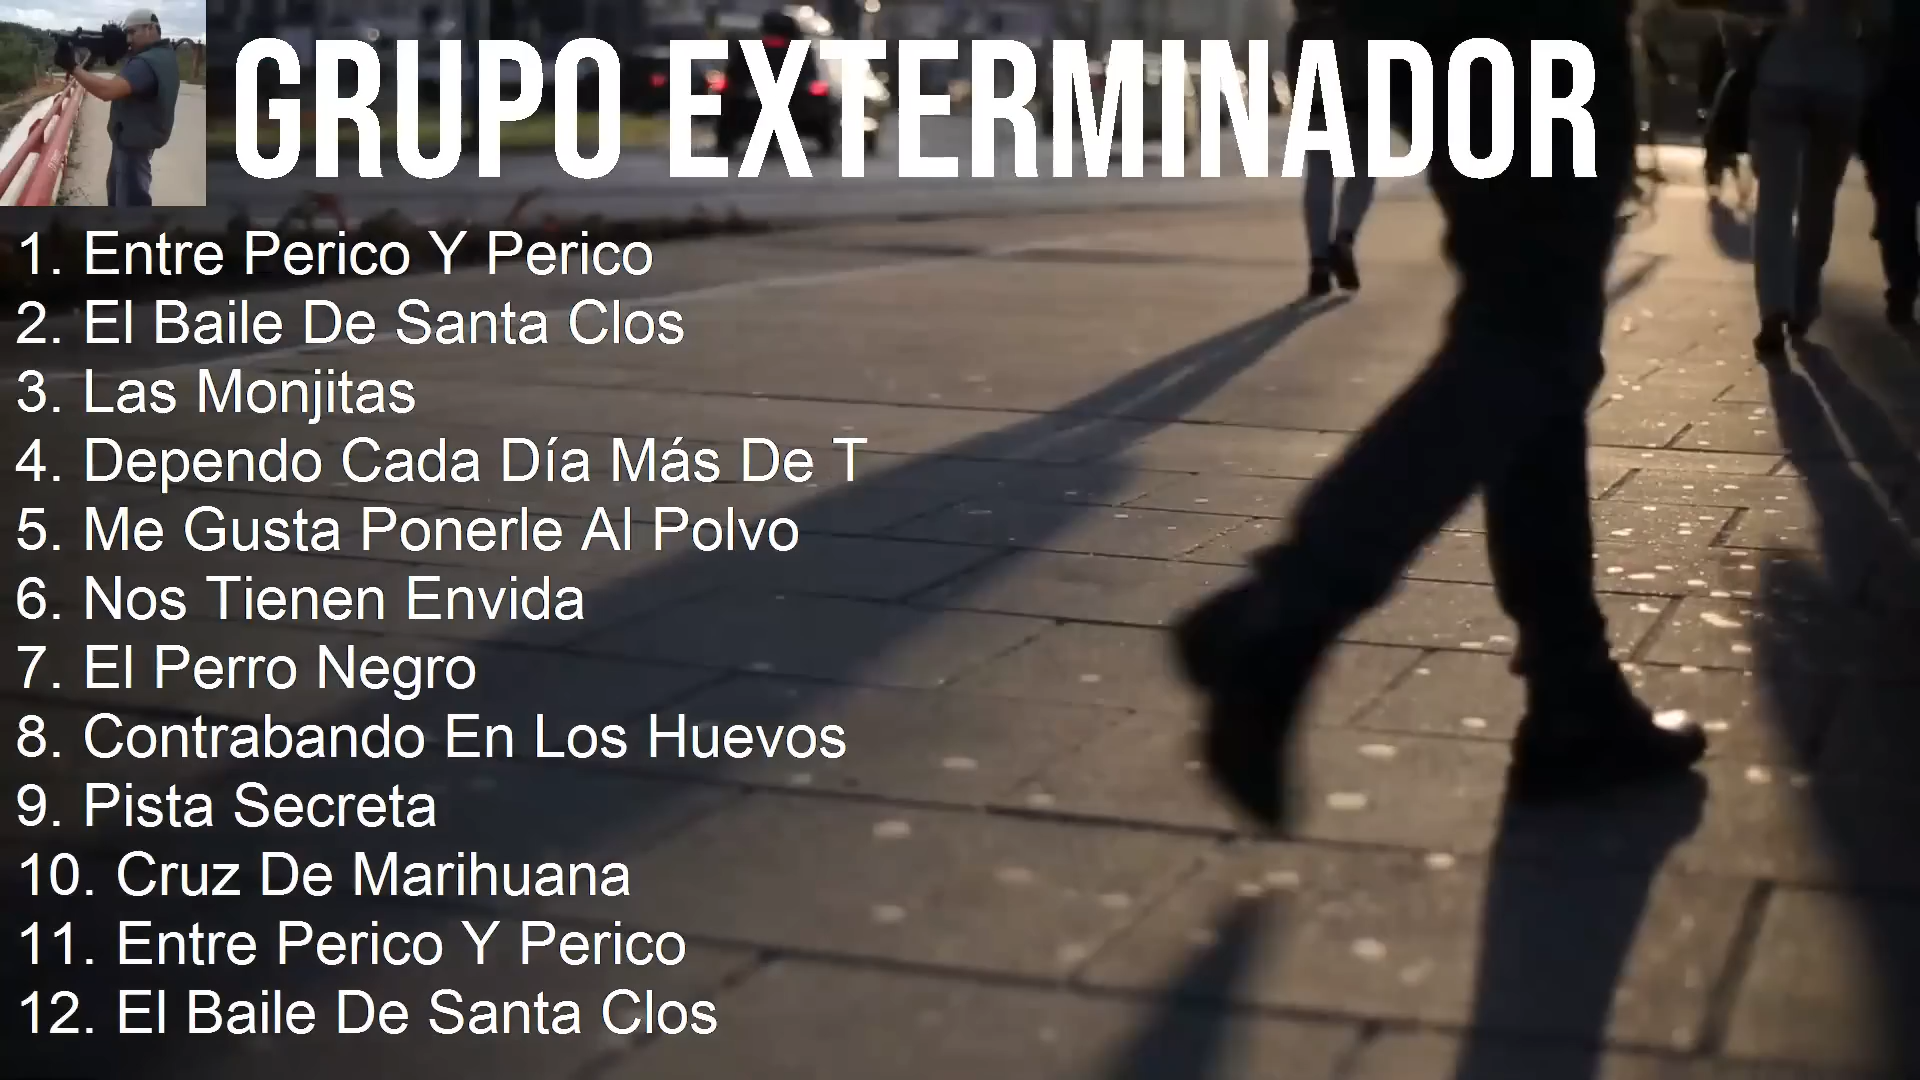 GRUPO EXTERMINADOR
1. Entre Perico Y Perico
2. El Baile De Santa Clos
3. Las Monjitas
4. Dependo Cada Día Más De T
5. Me Gusta Ponerle Al Polvo
6. Nos Tienen Envida
7. El Perro Negro
8. Contrabando En Los Huevos
9. Pista Secreta
10. Cruz De Marihuana
11. Entre Perico Y Perico
12. El Baile De Santa Clos